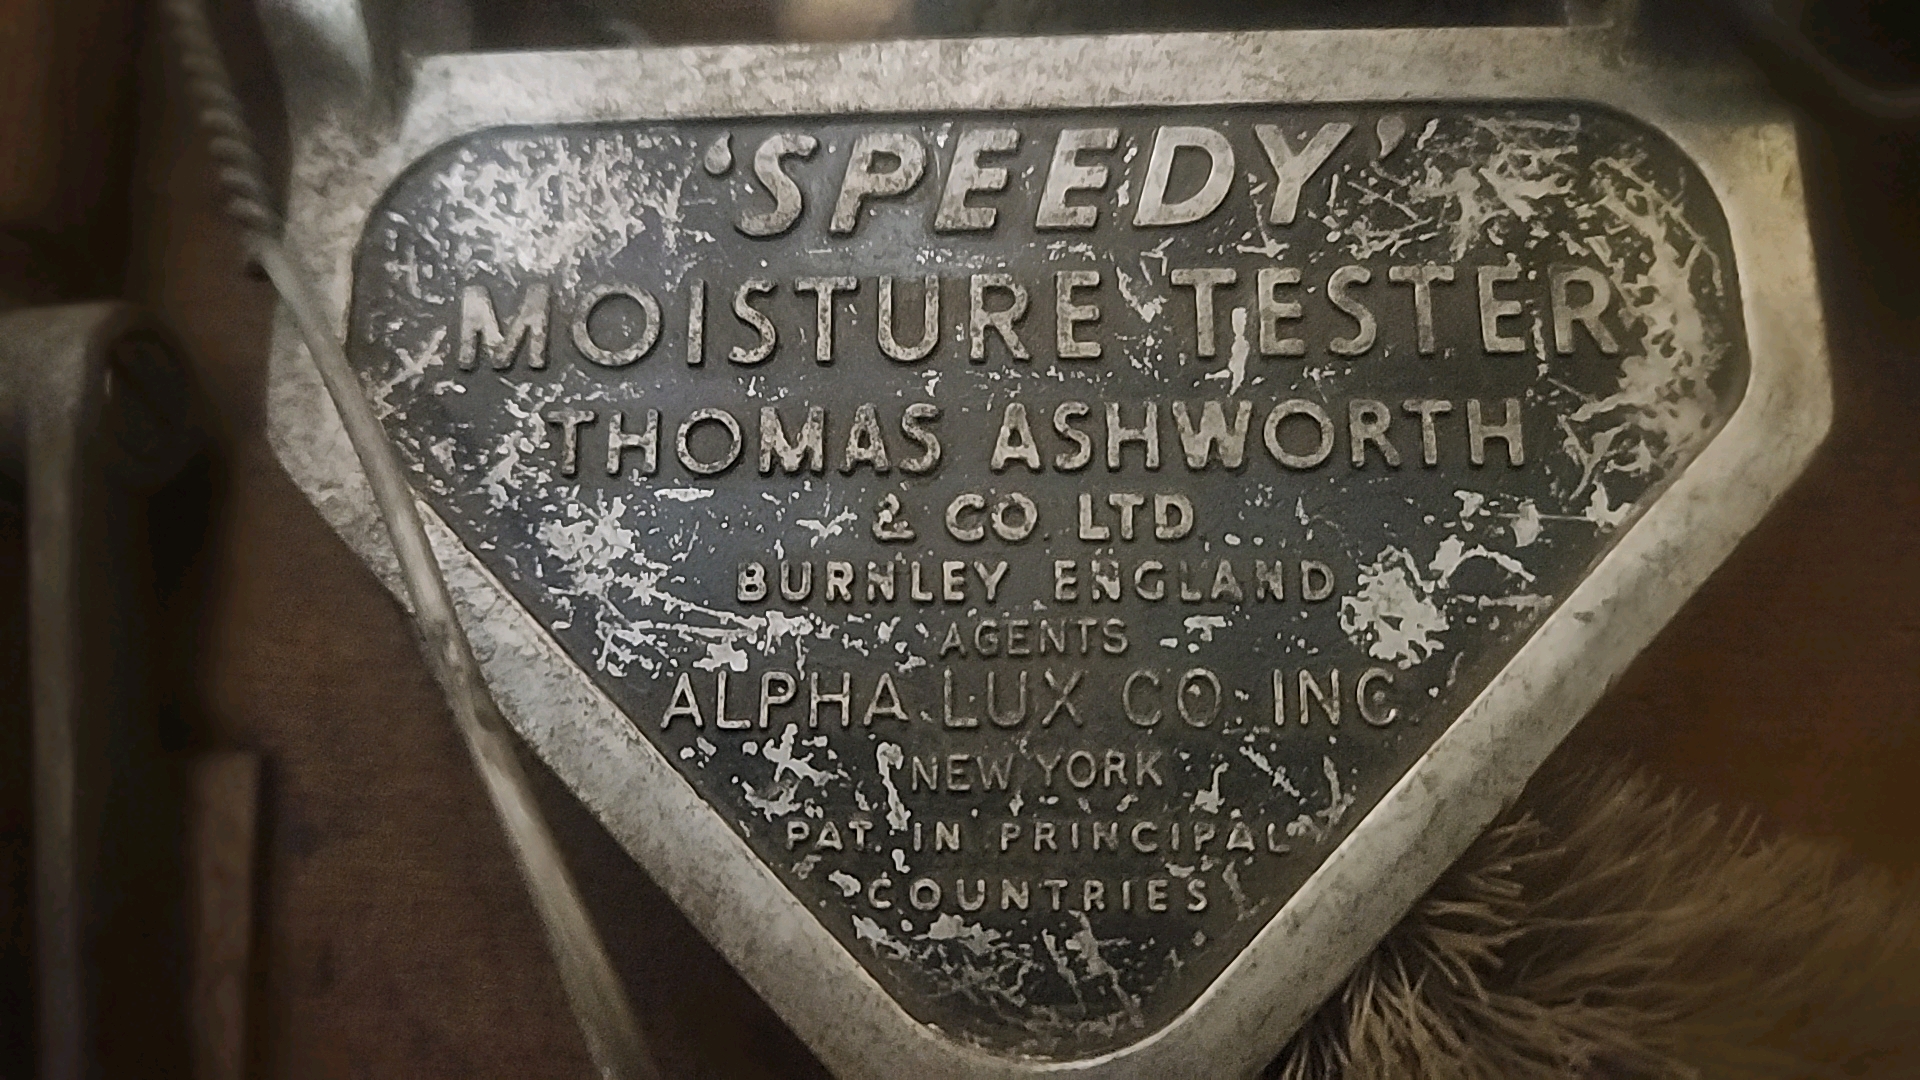 ‘SPEEDY’
MOISTURE TESTER
THOMAS ASHWORTH
& CO. LTD.
BURNLEY ENGLAND
AGENTS
ALPHA LUX CO. INC.
NEW YORK
PAT. IN PRINCIPAL
COUNTRIES